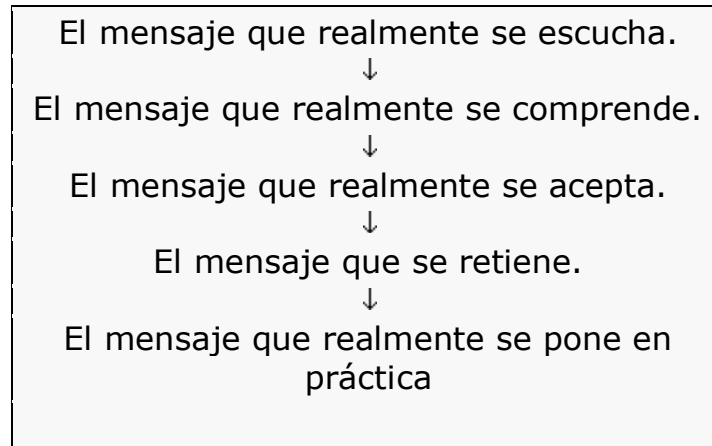 El mensaje que realmente se escucha.
↓
El mensaje que realmente se comprende.
↓
El mensaje que realmente se acepta.
↓
El mensaje que se retiene.
↓
El mensaje que realmente se pone en
práctica